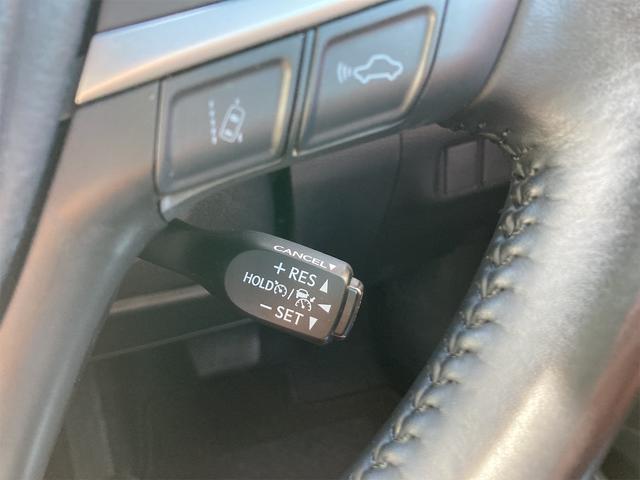 CANCEL▼
+ RES ▲
HOLD / ◀
− SET ▼